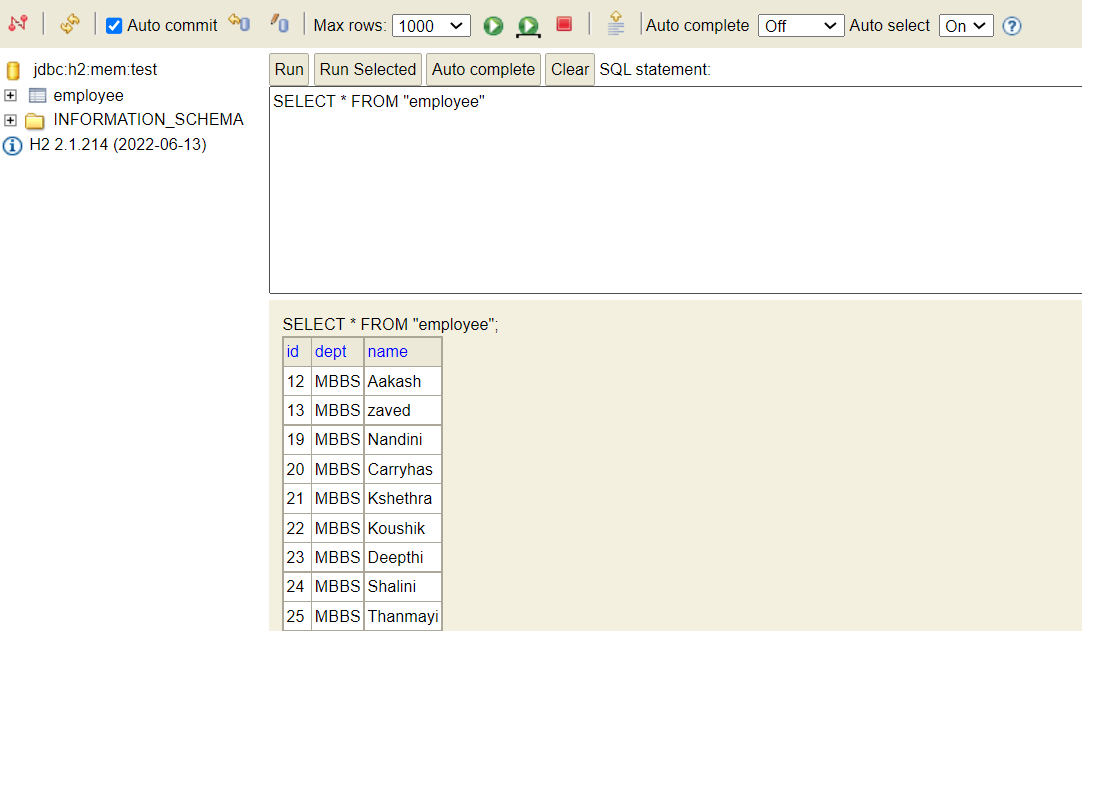 Auto commit Max rows: 1000 Auto complete Off Auto select On
jdbc:h2:mem:test
employee
INFORMATION_SCHEMA
H2 2.1.214 (2022-06-13)
Run Run Selected Auto complete Clear SQL statement:
SELECT * FROM "employee"
SELECT * FROM "employee";
id dept name
12 MBBS Aakash
13 MBBS zaved
19 MBBS Nandini
20 MBBS Carryhas
21 MBBS Kshethra
22 MBBS Koushik
23 MBBS Deepthi
24 MBBS Shalini
25 MBBS Thanmayi